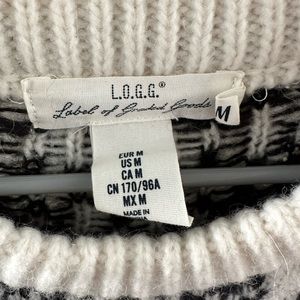 L.O.G.G.®
Label of Graded Goods
M
EUR M
US M
CA M
CN 170/96A
MX M
MADE IN